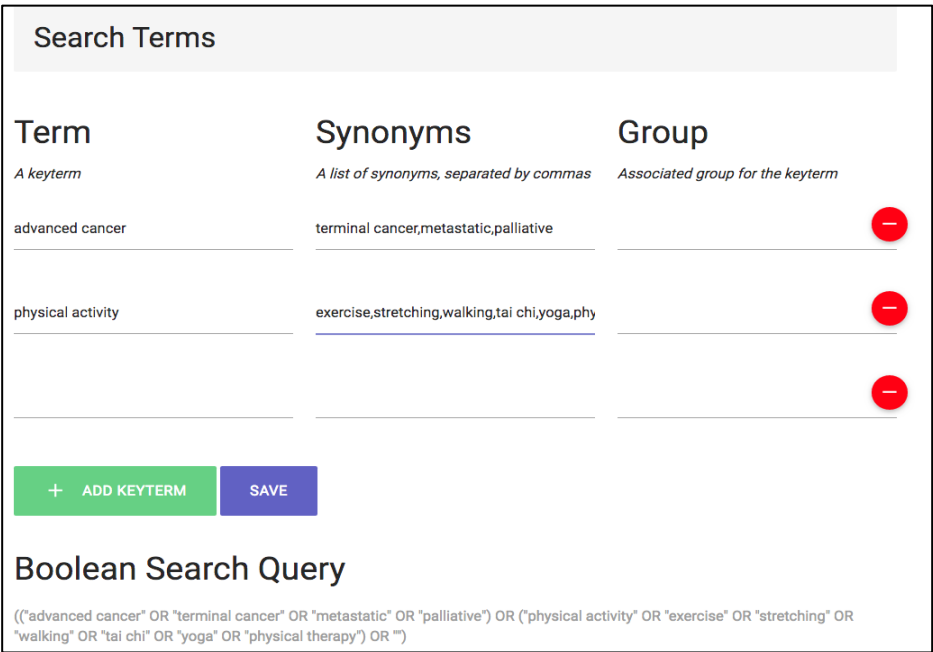 Search Terms
Term Synonyms Group
A keyterm A list of synonyms, separated by commas Associated group for the keyterm
advanced cancer terminal cancer,metastatic,palliative
physical activity exercise,stretching,walking,tai chi,yoga,phy
+ ADD KEYTERM SAVE
Boolean Search Query
(("advanced cancer" OR "terminal cancer" OR "metastatic" OR "palliative") OR ("physical activity" OR "exercise" OR "stretching" OR
"walking" OR "tai chi" OR "yoga" OR "physical therapy") OR "")